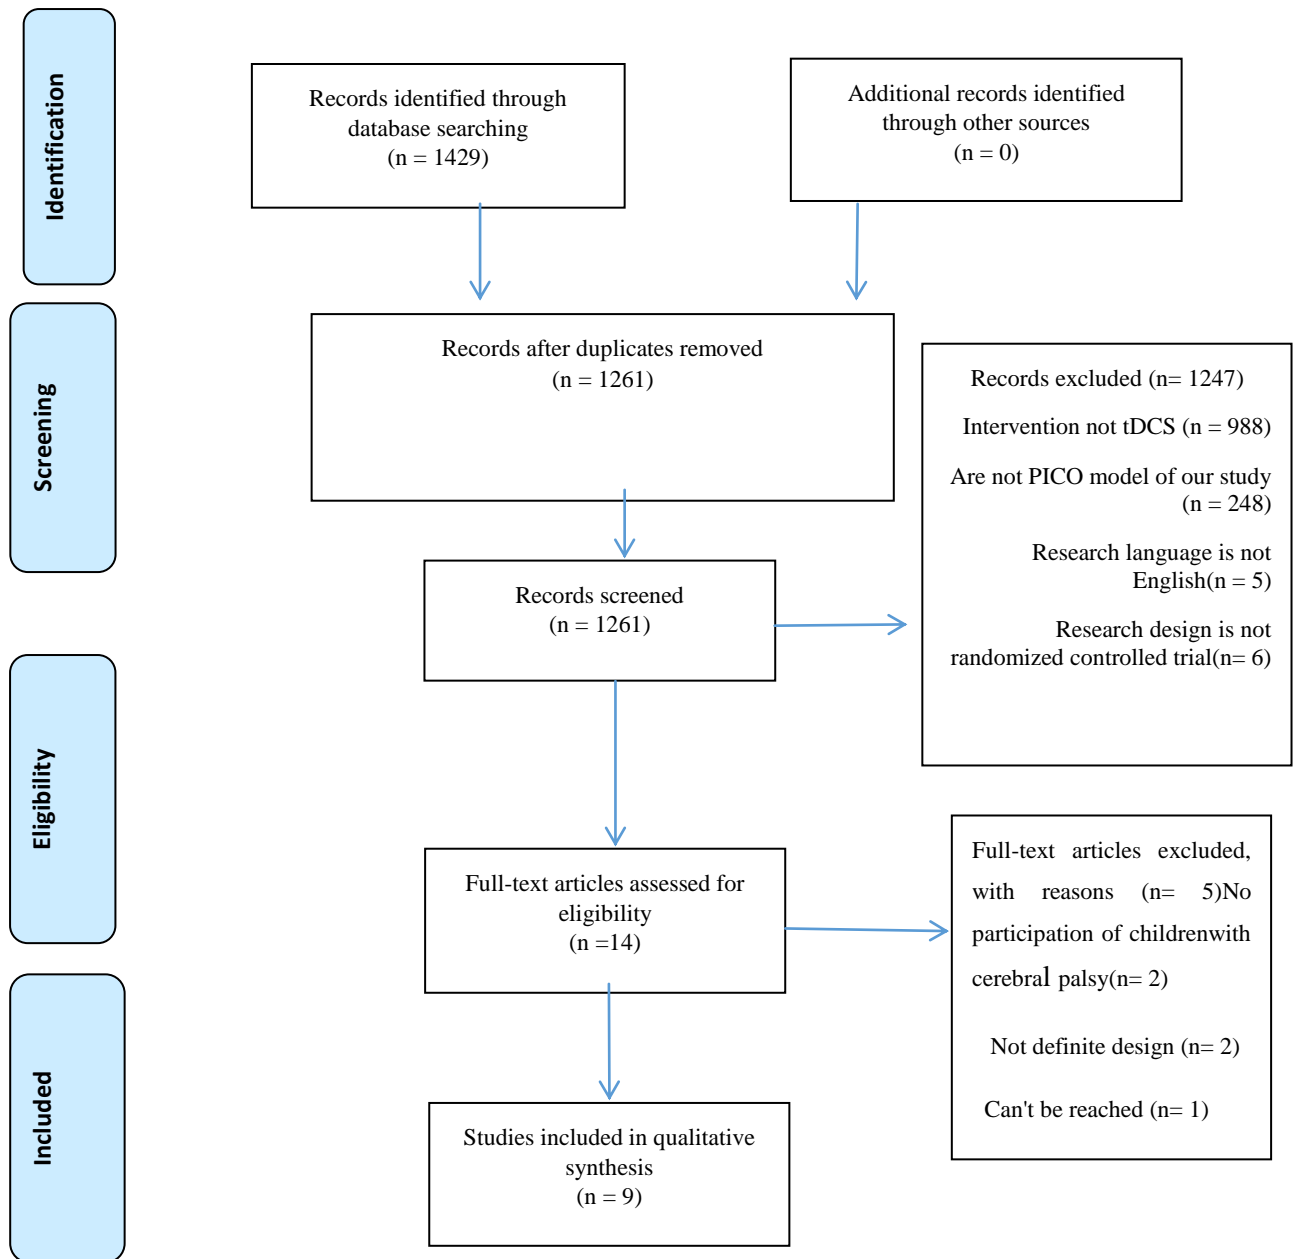 Identification
Records identified through
database searching
(n = 1429)
Additional records identified
through other sources
(n = 0)
Screening
Records after duplicates removed
(n = 1261)
Records excluded (n= 1247)
Intervention not tDCS (n = 988)
Are not PICO model of our study
(n = 248)
Research language is not
English(n = 5)
Research design is not
randomized controlled trial(n= 6)
Records screened
(n = 1261)
Eligibility
Full-text articles assessed for
eligibility
(n =14)
Full-text articles excluded,
with reasons (n= 5)No
participation of childrenwith
cerebral palsy(n= 2)
Not definite design (n= 2)
Can't be reached (n= 1)
Included
Studies included in qualitative
synthesis
(n = 9)